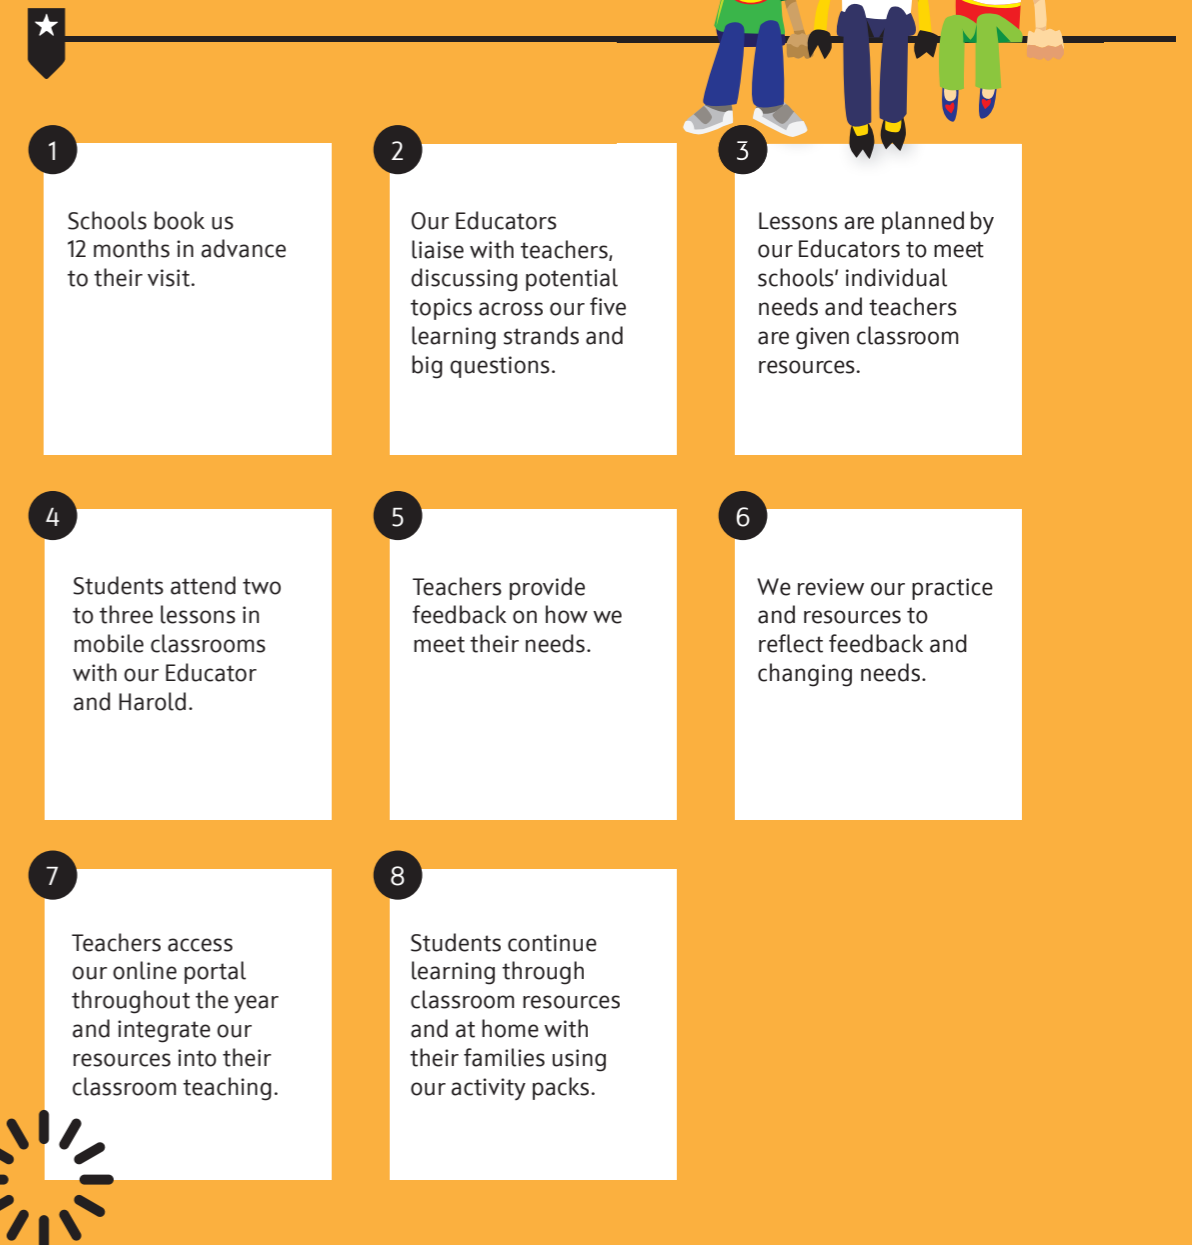 1
Schools book us
12 months in advance
to their visit.
2
Our Educators
liaise with teachers,
discussing potential
topics across our five
learning strands and
big questions.
3
Lessons are planned by
our Educators to meet
schools’ individual
needs and teachers
are given classroom
resources.
4
Students attend two
to three lessons in
mobile classrooms
with our Educator
and Harold.
5
Teachers provide
feedback on how we
meet their needs.
6
We review our practice
and resources to
reflect feedback and
changing needs.
7
Teachers access
our online portal
throughout the year
and integrate our
resources into their
classroom teaching.
8
Students continue
learning through
classroom resources
and at home with
their families using
our activity packs.